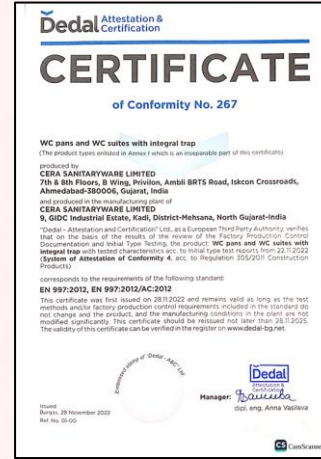 Dedal Attestation &
Certification
CERTIFICATE
of Conformity No. 267
WC pans and WC suites with integral trap
(The product types enlisted in Annex I which is an inseparable part of this certificate)
produced by
CERA SANITARYWARE LIMITED
7th & 8th Floors, B Wing, Privilon, Ambli BRTS Road, Iskcon Crossroads,
Ahmedabad-380006, Gujarat, India
and produced in the manufacturing plant of
CERA SANITARYWARE LIMITED
9, GIDC Industrial Estate, Kadi, District-Mehsana, North Gujarat-India
"Dedal – Attestation and Certification" Ltd., as a European Third Party Authority, verifies
that on the basis of the results of the review of the Factory Production Control
Documentation and Initial Type Testing, the product: WC pans and WC suites with
integral trap with tested characteristics acc. to Initial type test reports from 22.11.2022
(System of Attestation of Conformity 4, acc. to Regulation 305/2011 Construction
Products)
corresponds to the requirements of the following standard:
EN 997:2012, EN 997:2012/AC:2012
This certificate was first issued on 28.11.2022 and remains valid as long as the test
methods and/or factory production control requirements included in the standard do
not change and the product, and the manufacturing conditions in the plant are not
modified significantly. This certificate should be reissued not later than 28.11.2025.
The validity of this certificate can be verified in the register on www.dedal-bg.net.
Embossed stamp of "Dedal - ABC" Ltd
Dedal
Attestation &
Certification
Manager:
dipl. eng. Anna Vasileva
Issued:
Burgas, 28 November 2022
Ref. No. 01-GG
CS CamScanner